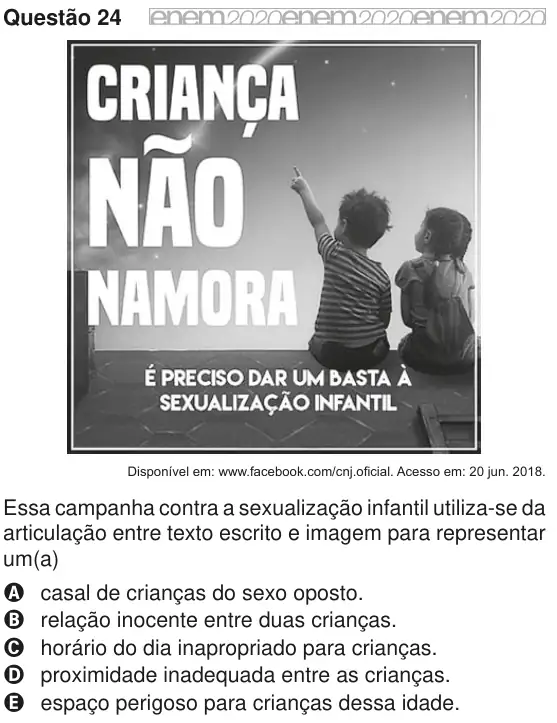 Questão 24 enem2020enem2020enem2020
CRIANÇA
NÃO
NAMORA
É PRECISO DAR UM BASTA À
SEXUALIZAÇÃO INFANTIL
Disponível em: www.facebook.com/cnj.oficial. Acesso em: 20 jun. 2018.
Essa campanha contra a sexualização infantil utiliza-se da
articulação entre texto escrito e imagem para representar
um(a)
A casal de crianças do sexo oposto.
B relação inocente entre duas crianças.
C horário do dia inapropriado para crianças.
D proximidade inadequada entre as crianças.
E espaço perigoso para crianças dessa idade.